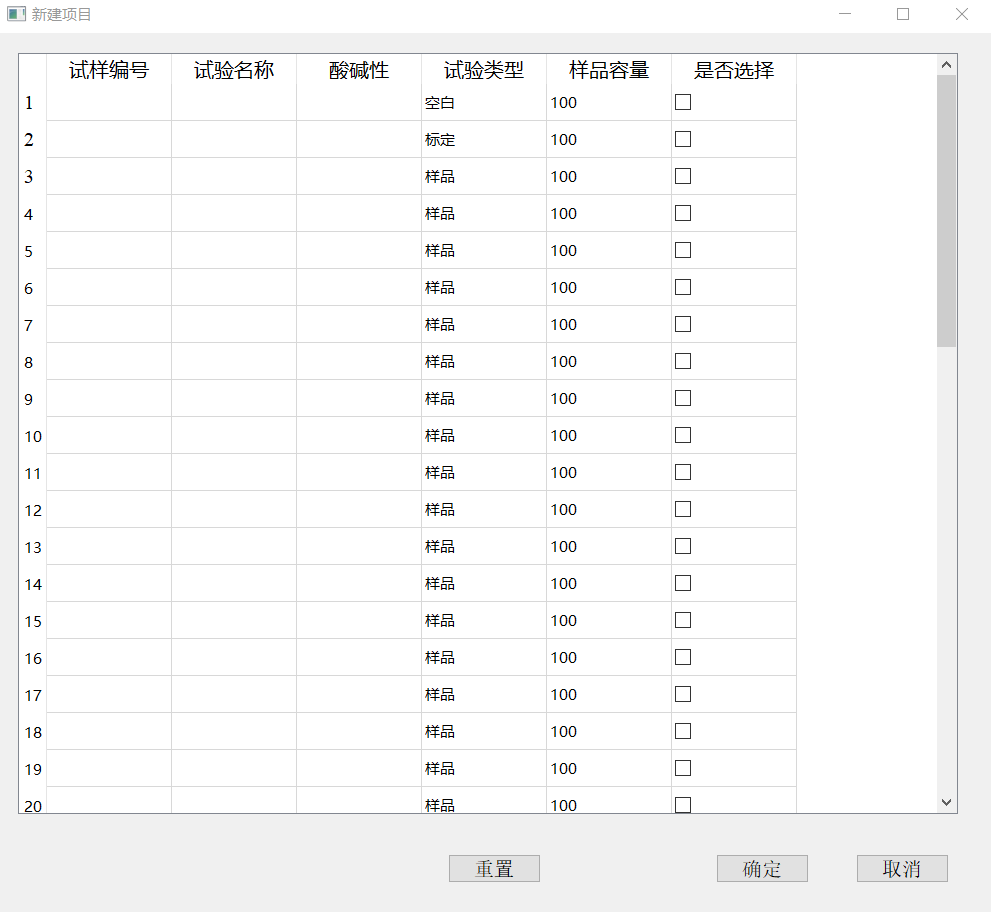 新建项目
试样编号 试验名称 酸碱性 试验类型 样品容量 是否选择
1 空白 100
2 标定 100
3 样品 100
4 样品 100
5 样品 100
6 样品 100
7 样品 100
8 样品 100
9 样品 100
10 样品 100
11 样品 100
12 样品 100
13 样品 100
14 样品 100
15 样品 100
16 样品 100
17 样品 100
18 样品 100
19 样品 100
20 样品 100
重置 确定 取消